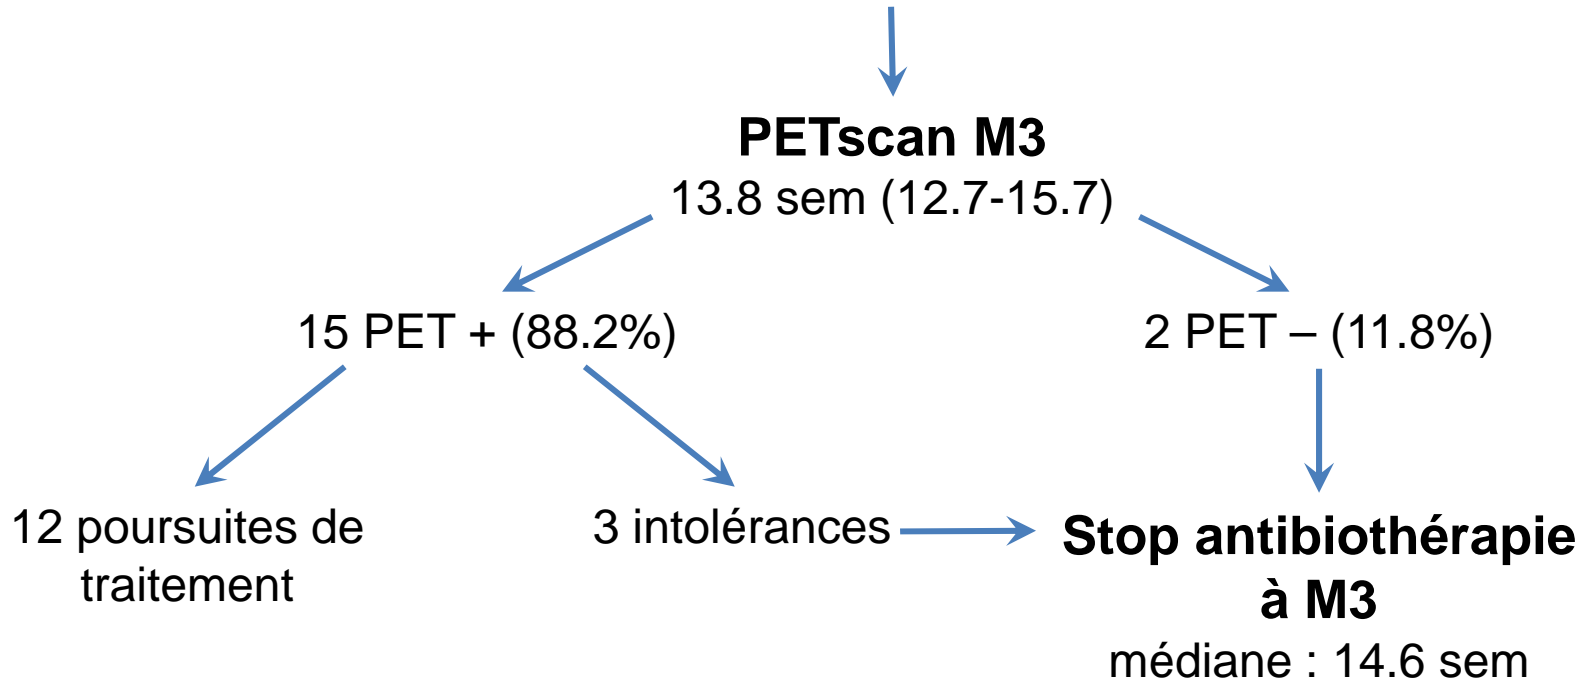 PETscan M3
13.8 sem (12.7-15.7)
15 PET + (88.2%)
2 PET – (11.8%)
12 poursuites de
traitement
3 intolérances
Stop antibiothérapie
à M3
médiane : 14.6 sem